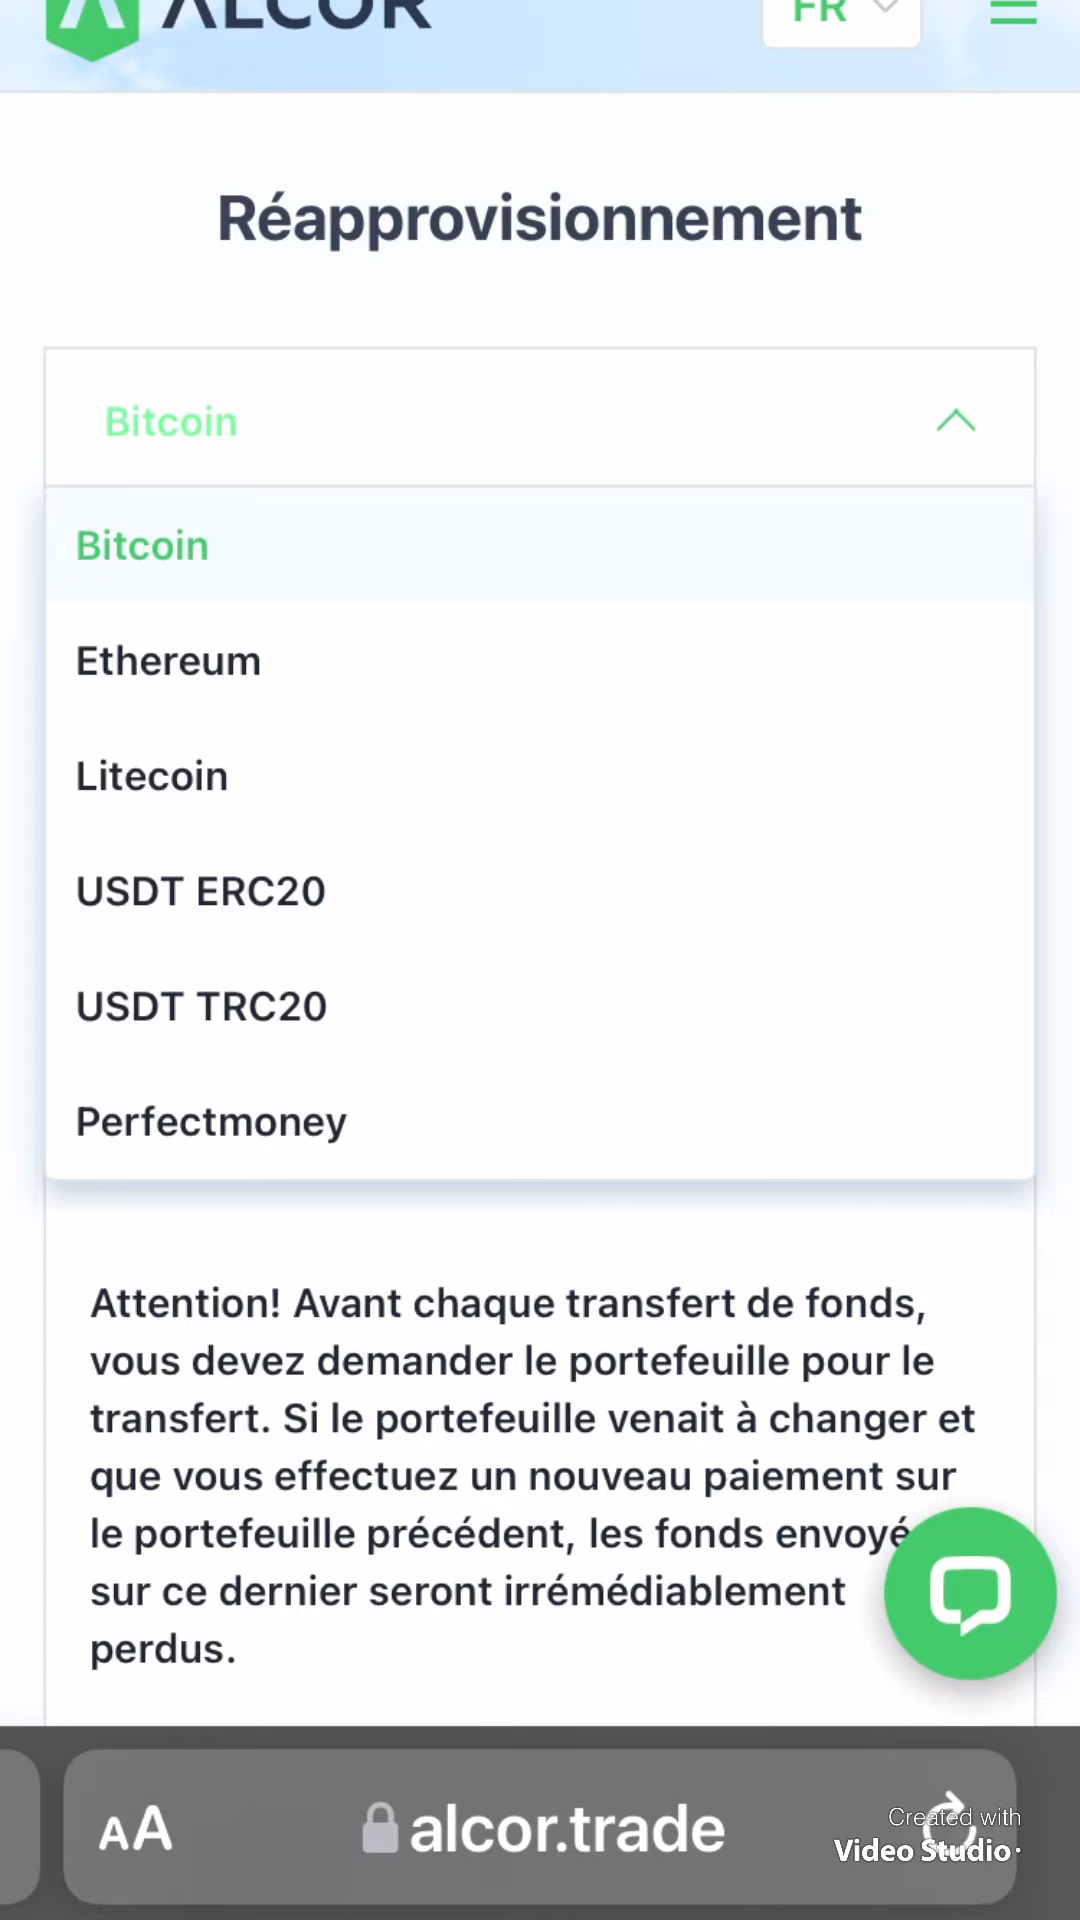 ALCOR
FR
Réapprovisionnement
Bitcoin
Bitcoin
Ethereum
Litecoin
USDT ERC20
USDT TRC20
Perfectmoney
Attention! Avant chaque transfert de fonds,
vous devez demander le portefeuille pour le
transfert. Si le portefeuille venait à changer et
que vous effectuez un nouveau paiement sur
le portefeuille précédent, les fonds envoyé
sur ce dernier seront irrémédiablement
perdus.
AA
alcor.trade
Created with
Video Studio